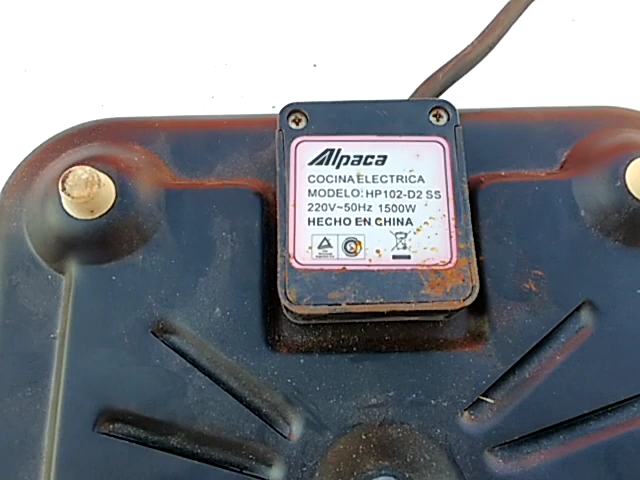 Alpaca
COCINA ELECTRICA
MODELO: HP102-D2 SS
220V~50Hz 1500W
HECHO EN CHINA